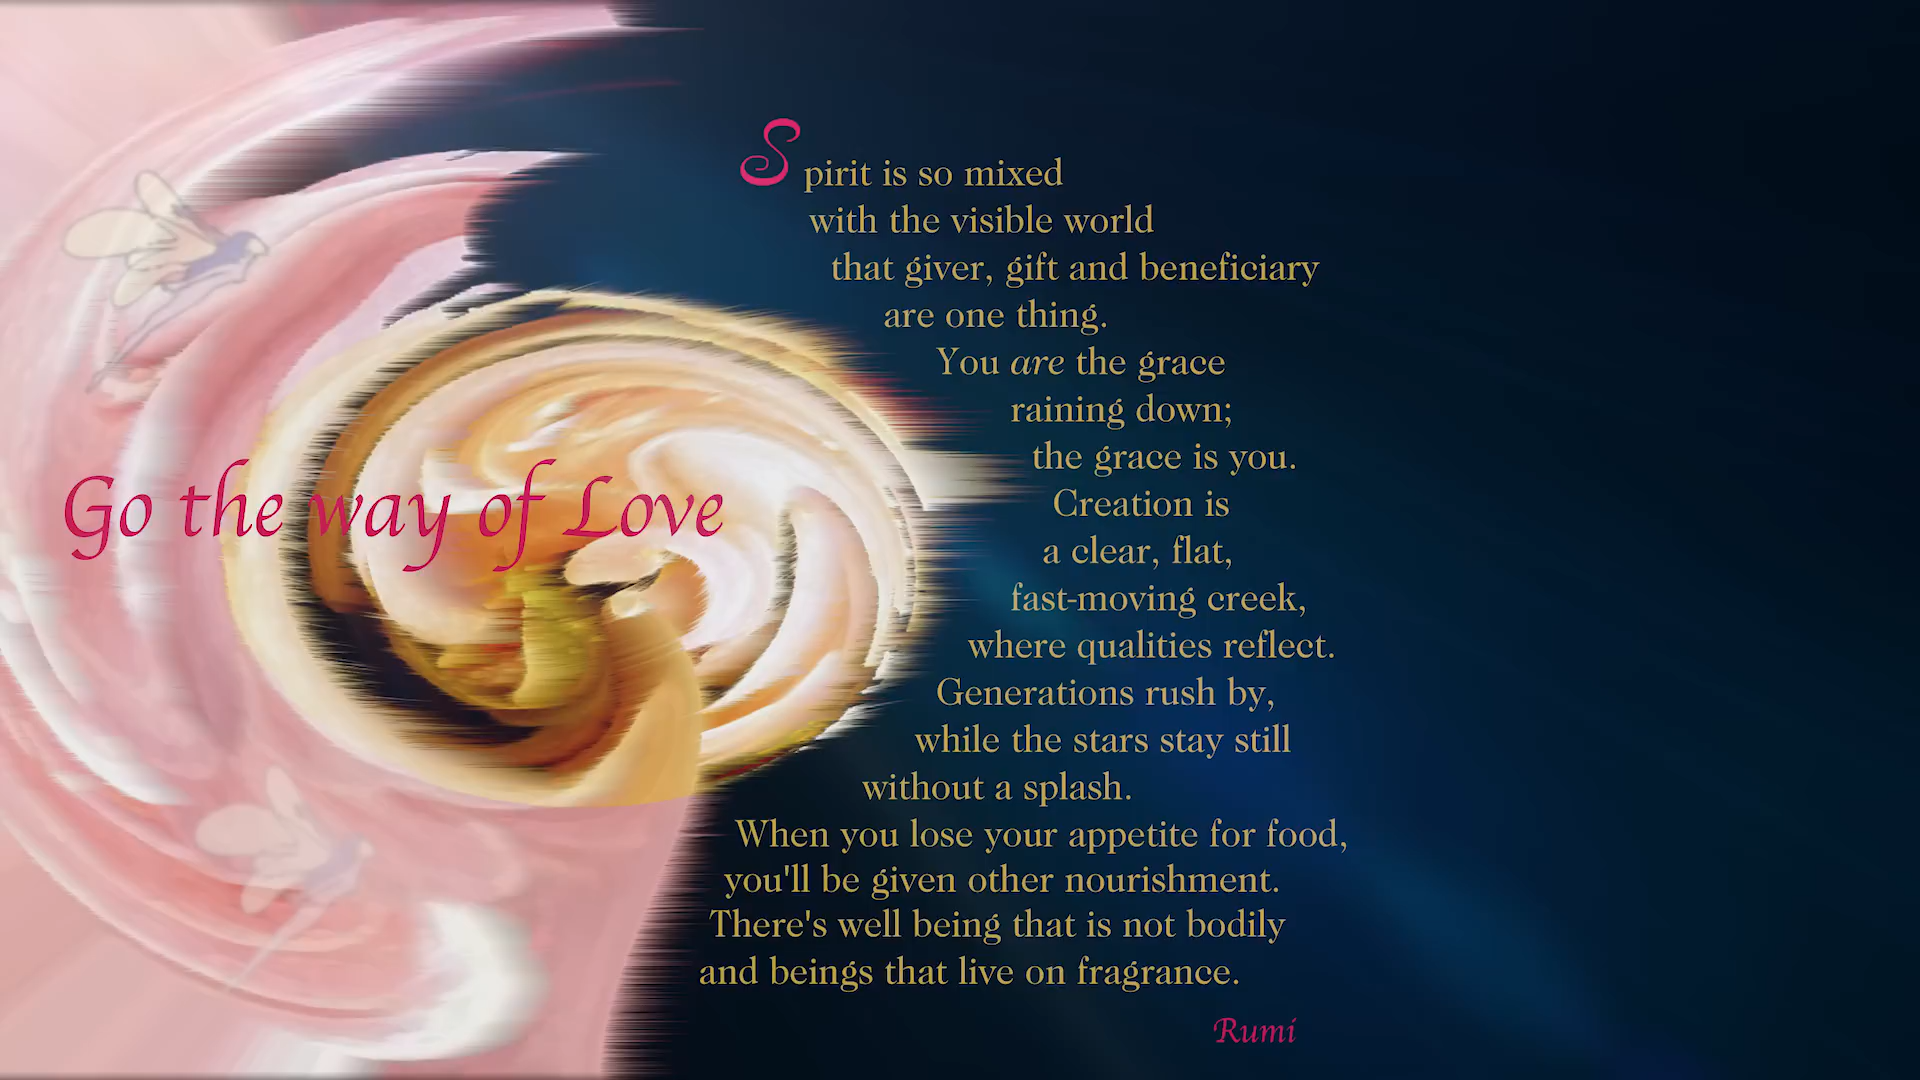 Go the way of Love
Spirit is so mixed
with the visible world
that giver, gift and beneficiary
are one thing.
You are the grace
raining down;
the grace is you.
Creation is
a clear, flat,
fast-moving creek,
where qualities reflect.
Generations rush by,
while the stars stay still
without a splash.
When you lose your appetite for food,
you'll be given other nourishment.
There's well being that is not bodily
and beings that live on fragrance.
Rumi